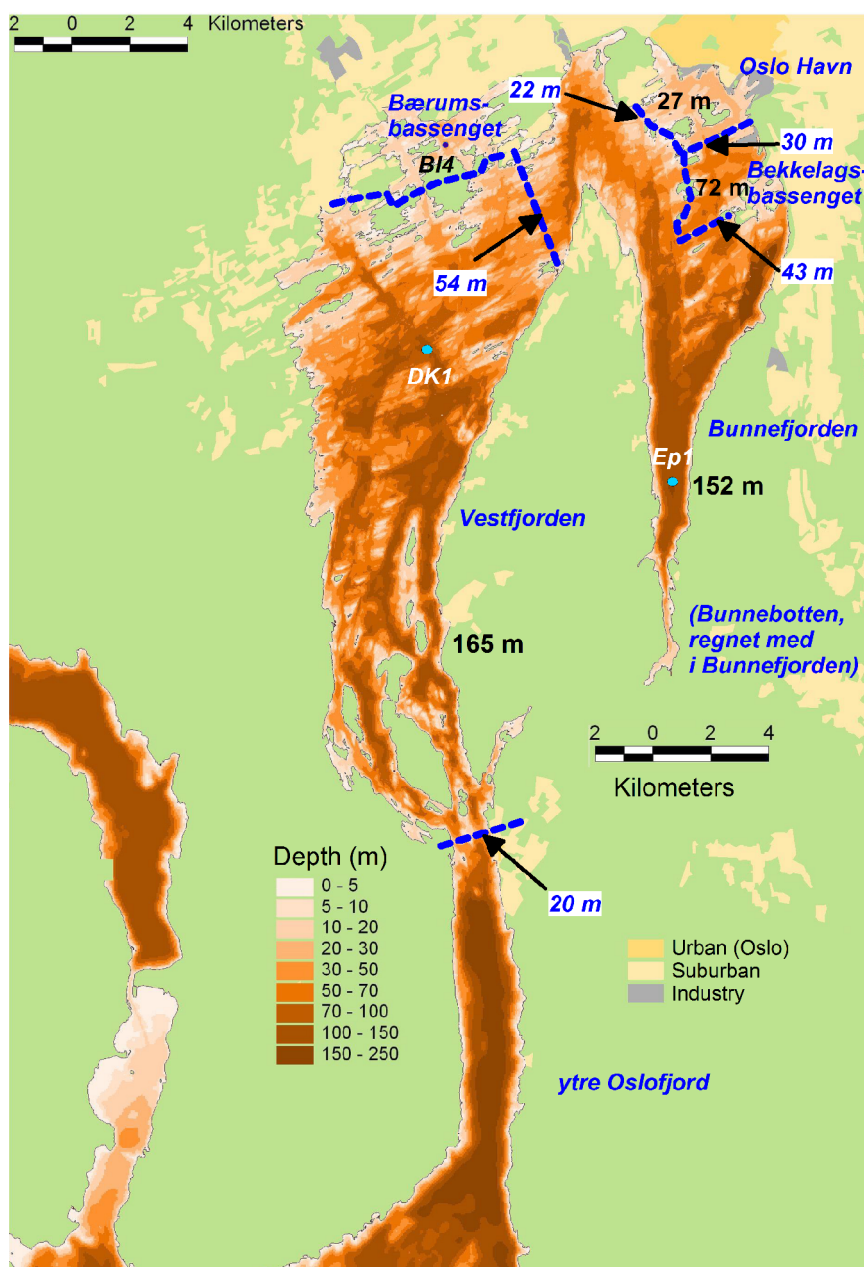 2 0 2 4 Kilometers
Oslo Havn
22 m
27 m
Bærums-
bassenget
30 m
Bl4
Bekkelags-
bassenget
72 m
54 m
43 m
DK1
Bunnefjorden
Ep1
152 m
Vestfjorden
(Bunnebotten,
regnet med
i Bunnefjorden)
165 m
2 0 2 4
Kilometers
Depth (m)
0 - 5
5 - 10
10 - 20
20 - 30
30 - 50
50 - 70
70 - 100
100 - 150
150 - 250
20 m
Urban (Oslo)
Suburban
Industry
ytre Oslofjord